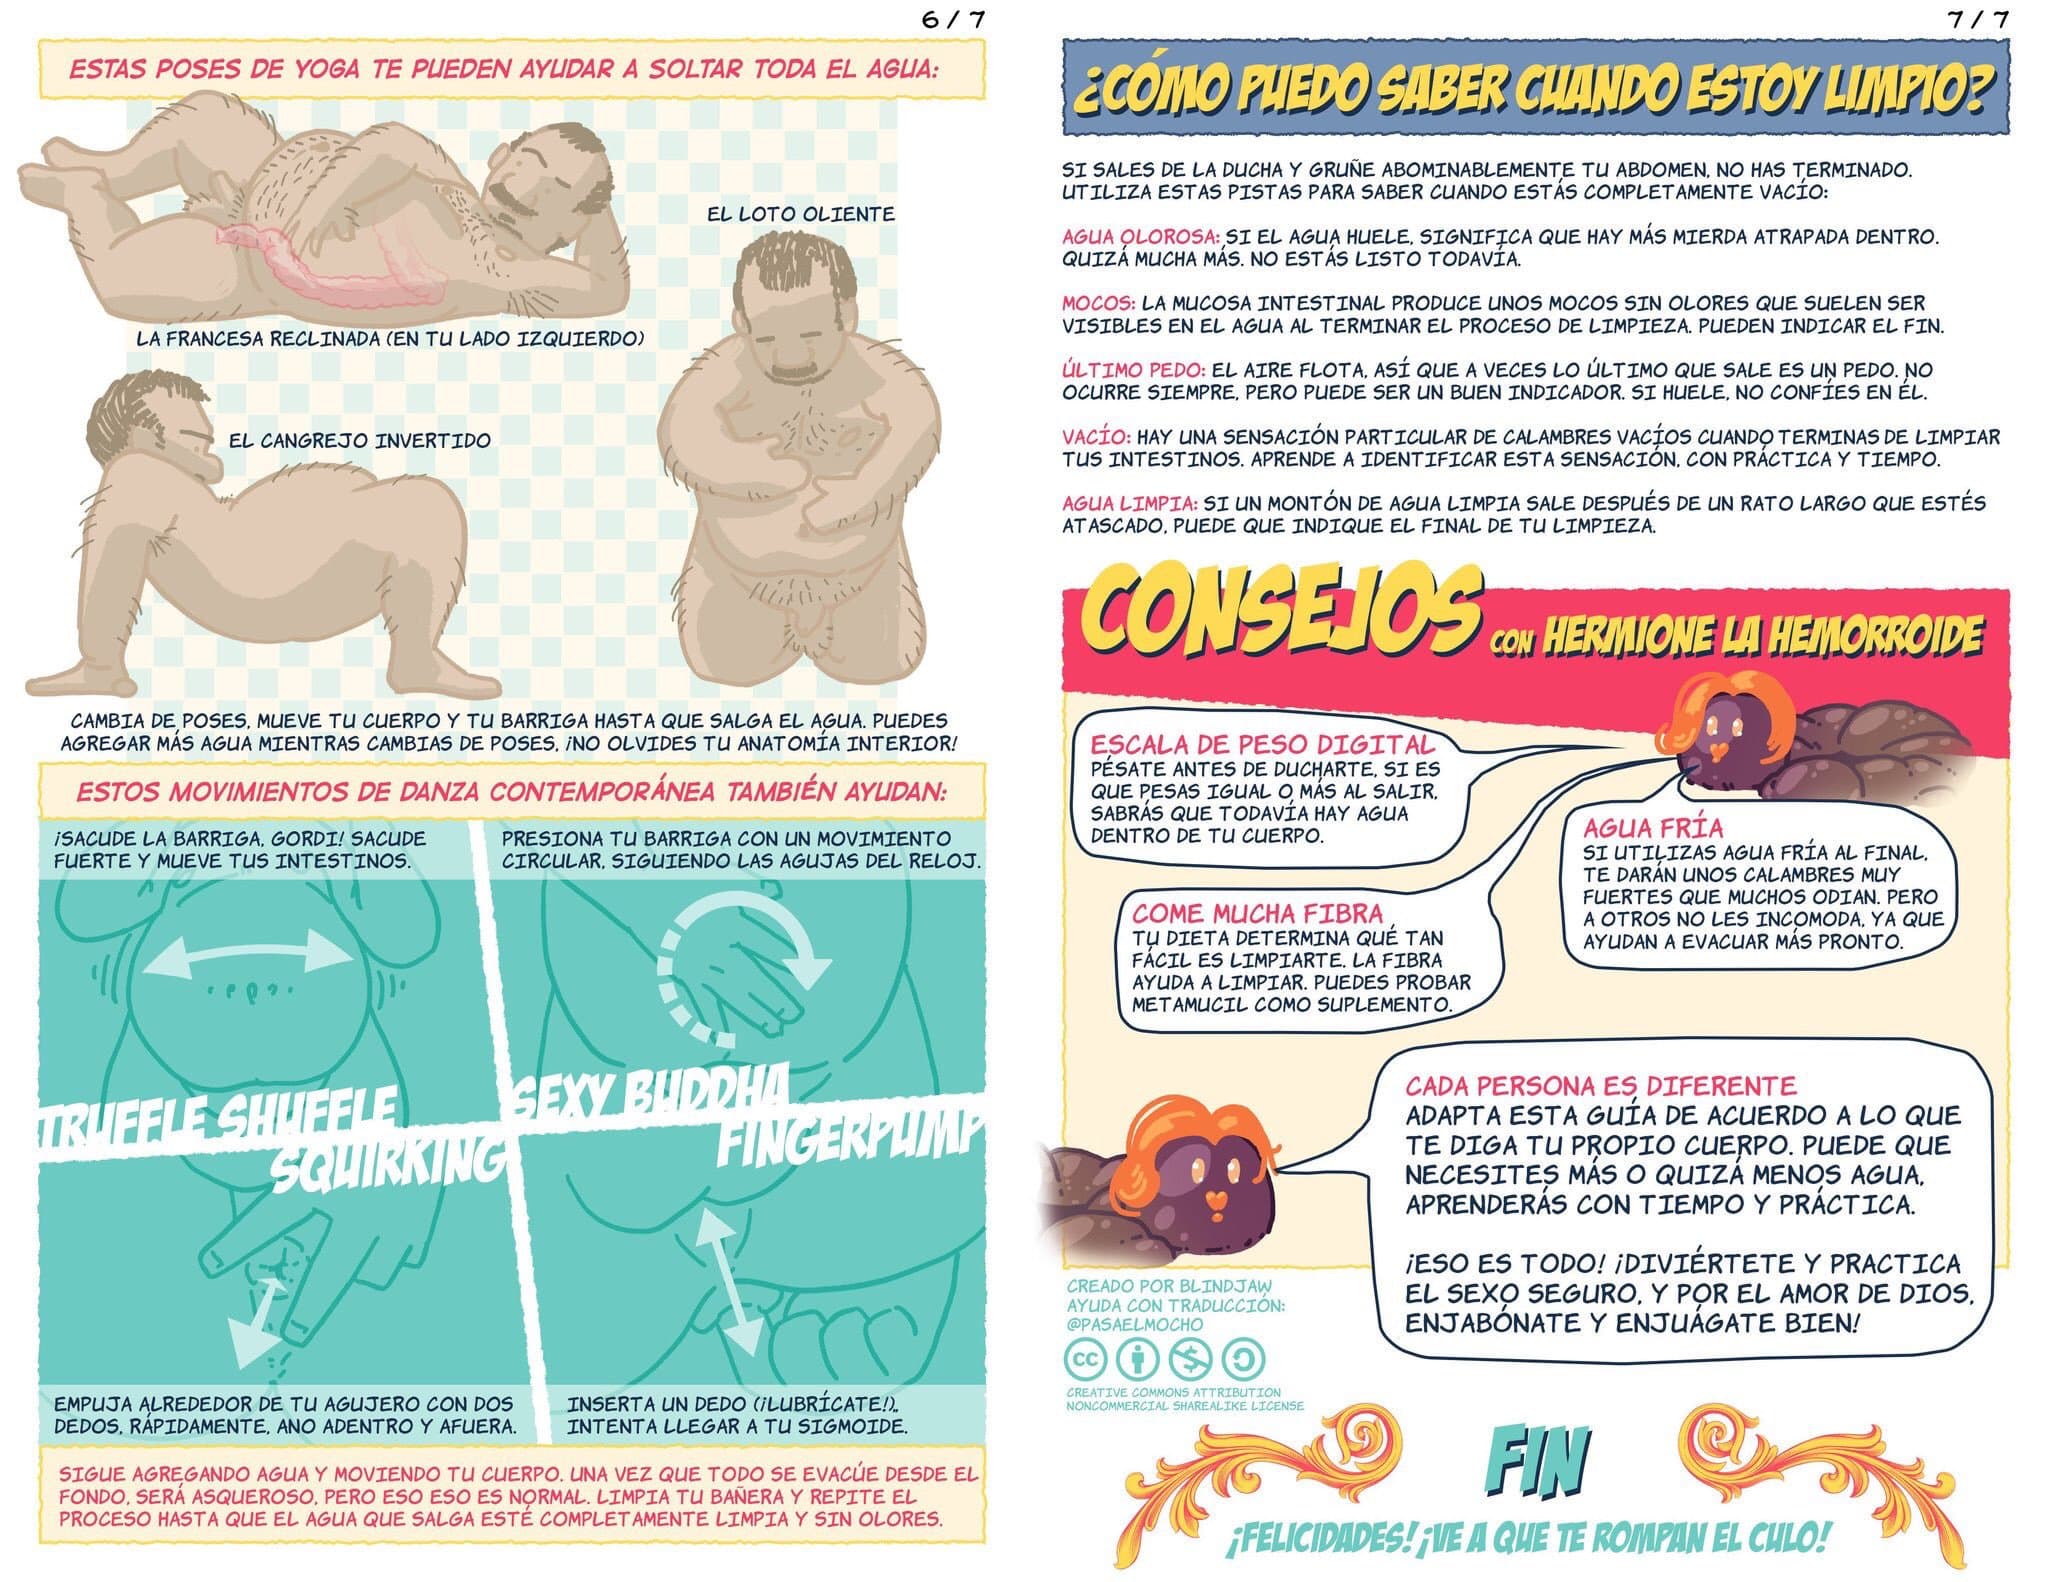 6 / 7
ESTAS POSES DE YOGA TE PUEDEN AYUDAR A SOLTAR TODA EL AGUA:
EL LOTO OLIENTE
LA FRANCESA RECLINADA (EN TU LADO IZQUIERDO)
EL CANGREJO INVERTIDO
CAMBIA DE POSES, MUEVE TU CUERPO Y TU BARRIGA HASTA QUE SALGA EL AGUA. PUEDES
AGREGAR MÁS AGUA MIENTRAS CAMBIAS DE POSES, ¡NO OLVIDES TU ANATOMÍA INTERIOR!
ESTOS MOVIMIENTOS DE DANZA CONTEMPORÁNEA TAMBIÉN AYUDAN:
¡SACUDE LA BARRIGA, GORDI! SACUDE
FUERTE Y MUEVE TUS INTESTINOS.
PRESIONA TU BARRIGA CON UN MOVIMIENTO
CIRCULAR, SIGUIENDO LAS AGUJAS DEL RELOJ.
TRUFFLE SHUFFLE
SQUIRKING
SEXY BUDDHA
FINGERPUMP
EMPUJA ALREDEDOR DE TU AGUJERO CON DOS
DEDOS, RÁPIDAMENTE, ANO ADENTRO Y AFUERA.
INSERTA UN DEDO (¡LUBRÍCATE!),.
INTENTA LLEGAR A TU SIGMOIDE.
SIGUE AGREGANDO AGUA Y MOVIENDO TU CUERPO. UNA VEZ QUE TODO SE EVACÚE DESDE EL
FONDO, SERÁ ASQUEROSO, PERO ESO ESO ES NORMAL. LIMPIA TU BAÑERA Y REPITE EL
PROCESO HASTA QUE EL AGUA QUE SALGA ESTÉ COMPLETAMENTE LIMPIA Y SIN OLORES.
7 / 7
¿CÓMO PUEDO SABER CUANDO ESTOY LIMPIO?
SI SALES DE LA DUCHA Y GRUÑE ABOMINABLEMENTE TU ABDOMEN, NO HAS TERMINADO.
UTILIZA ESTAS PISTAS PARA SABER CUANDO ESTÁS COMPLETAMENTE VACÍO:
AGUA OLOROSA: SI EL AGUA HUELE, SIGNIFICA QUE HAY MÁS MIERDA ATRAPADA DENTRO.
QUIZÁ MUCHA MÁS. NO ESTÁS LISTO TODAVÍA.
MOCOS: LA MUCOSA INTESTINAL PRODUCE UNOS MOCOS SIN OLORES QUE SUELEN SER
VISIBLES EN EL AGUA AL TERMINAR EL PROCESO DE LIMPIEZA. PUEDEN INDICAR EL FIN.
ÚLTIMO PEDO: EL AIRE FLOTA, ASÍ QUE A VECES LO ÚLTIMO QUE SALE ES UN PEDO. NO
OCURRE SIEMPRE, PERO PUEDE SER UN BUEN INDICADOR. SI HUELE, NO CONFÍES EN ÉL.
VACÍO: HAY UNA SENSACIÓN PARTICULAR DE CALAMBRES VACÍOS CUANDO TERMINAS DE LIMPIAR
TUS INTESTINOS. APRENDE A IDENTIFICAR ESTA SENSACIÓN, CON PRÁCTICA Y TIEMPO.
AGUA LIMPIA: SI UN MONTÓN DE AGUA LIMPIA SALE DESPUÉS DE UN RATO LARGO QUE ESTÉS
ATASCADO, PUEDE QUE INDIQUE EL FINAL DE TU LIMPIEZA.
CONSEJOS CON HERMIONE LA HEMORROIDE
ESCALA DE PESO DIGITAL
PÉSATE ANTES DE DUCHARTE, SI ES
QUE PESAS IGUAL O MÁS AL SALIR,
SABRÁS QUE TODAVÍA HAY AGUA
DENTRO DE TU CUERPO.
AGUA FRÍA
SI UTILIZAS AGUA FRÍA AL FINAL,
TE DARÁN UNOS CALAMBRES MUY
FUERTES QUE MUCHOS ODIAN. PERO
A OTROS NO LES INCOMODA, YA QUE
AYUDAN A EVACUAR MÁS PRONTO.
COME MUCHA FIBRA
TU DIETA DETERMINA QUÉ TAN
FÁCIL ES LIMPIARTE. LA FIBRA
AYUDA A LIMPIAR. PUEDES PROBAR
METAMUCIL COMO SUPLEMENTO.
CADA PERSONA ES DIFERENTE
ADAPTA ESTA GUÍA DE ACUERDO A LO QUE
TE DIGA TU PROPIO CUERPO. PUEDE QUE
NECESITES MÁS O QUIZÁ MENOS AGUA,
APRENDERÁS CON TIEMPO Y PRÁCTICA.
¡ESO ES TODO! ¡DIVIÉRTETE Y PRACTICA
EL SEXO SEGURO, Y POR EL AMOR DE DIOS,
ENJABÓNATE Y ENJUÁGATE BIEN!
CREADO POR BLINDJAW
AYUDA CON TRADUCCIÓN:
@PASAELMOCHO
CC
CREATIVE COMMONS ATTRIBUTION
NONCOMMERCIAL SHAREALIKE LICENSE
FIN
¡FELICIDADES! ¡VE A QUE TE ROMPAN EL CULO!